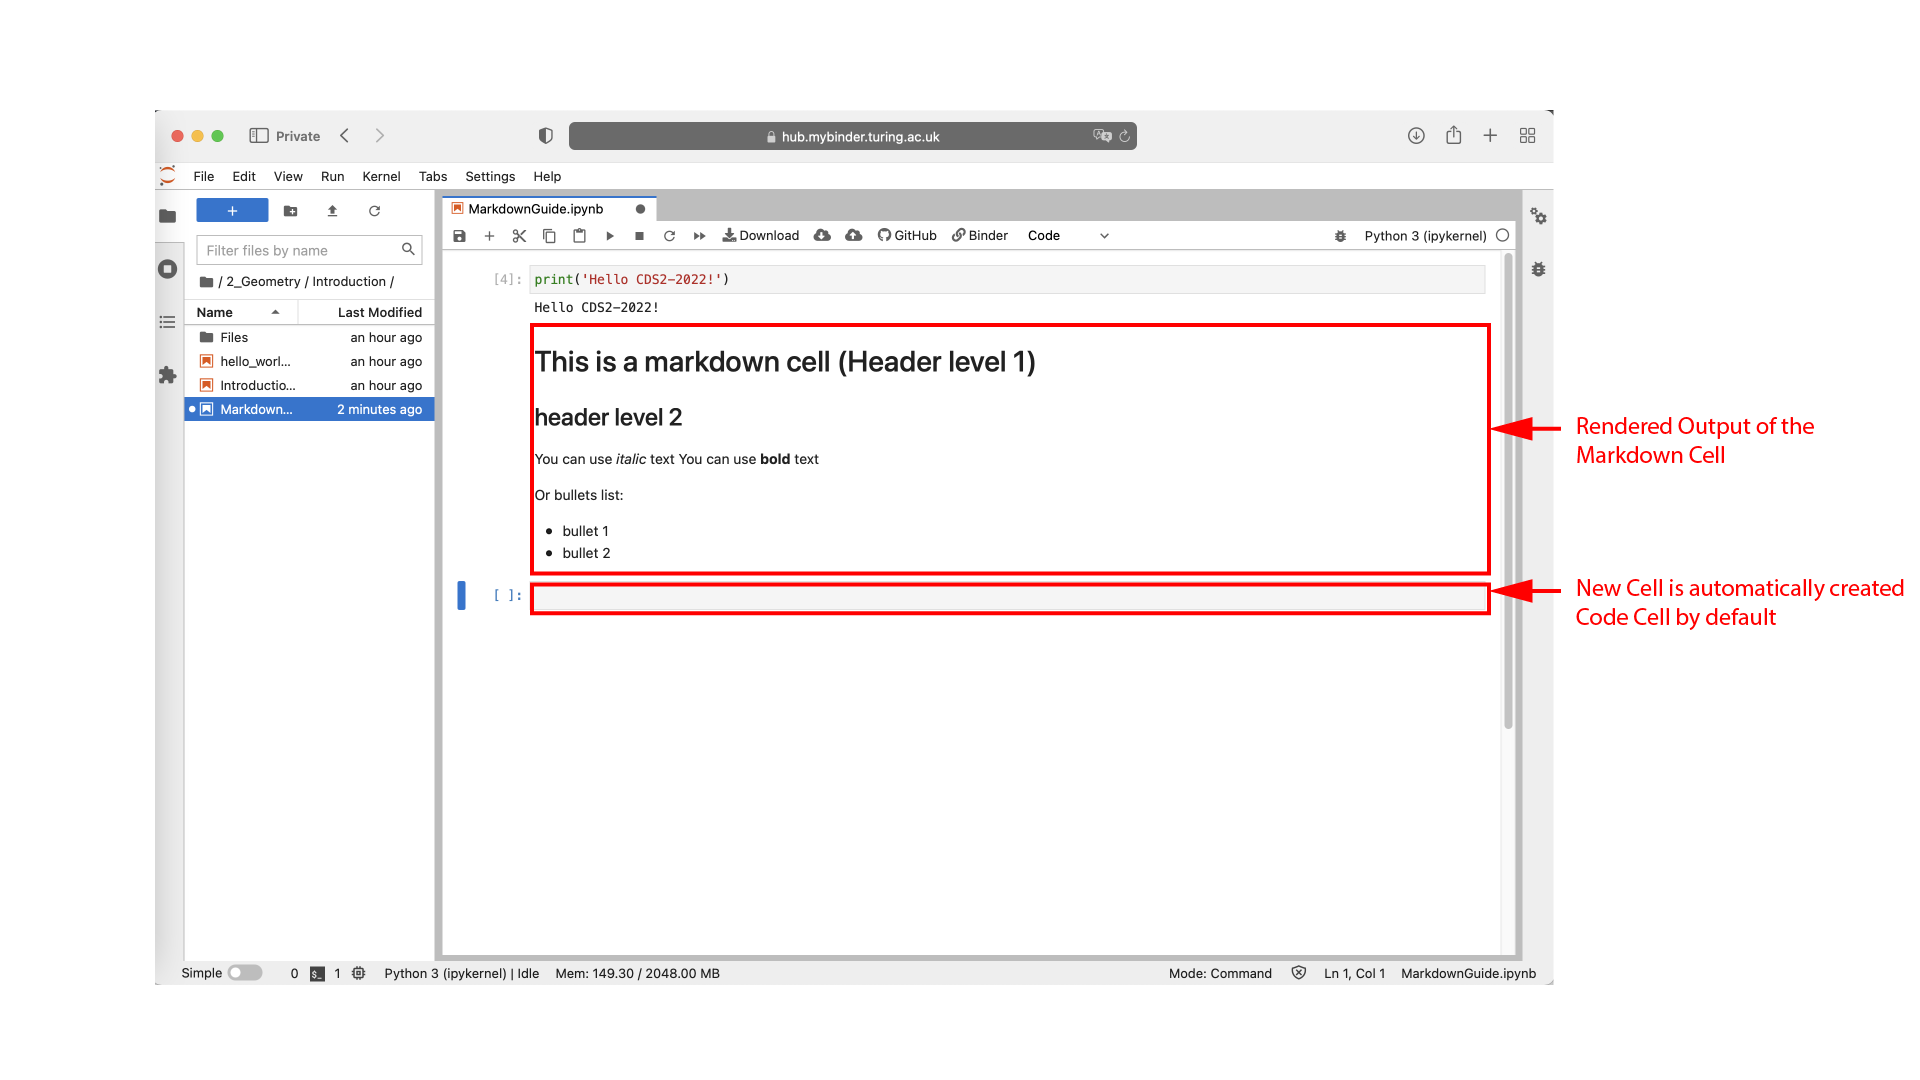 Private
hub.mybinder.turing.ac.uk
File Edit View Run Kernel Tabs Settings Help
+
Filter files by name
/ 2_Geometry / Introduction /
Name Last Modified
Files an hour ago
hello_worl... an hour ago
Introductio... an hour ago
Markdown... 2 minutes ago
MarkdownGuide.ipynb
Download GitHub Binder Code Python 3 (ipykernel)
[4]: print('Hello CDS2-2022!')
Hello CDS2-2022!
This is a markdown cell (Header level 1)
header level 2
You can use italic text You can use bold text
Or bullets list:
• bullet 1
• bullet 2
[ ]:
Rendered Output of the
Markdown Cell
New Cell is automatically created
Code Cell by default
Simple 0 $_ 1 Python 3 (ipykernel) | Idle Mem: 149.30 / 2048.00 MB Mode: Command Ln 1, Col 1 MarkdownGuide.ipynb